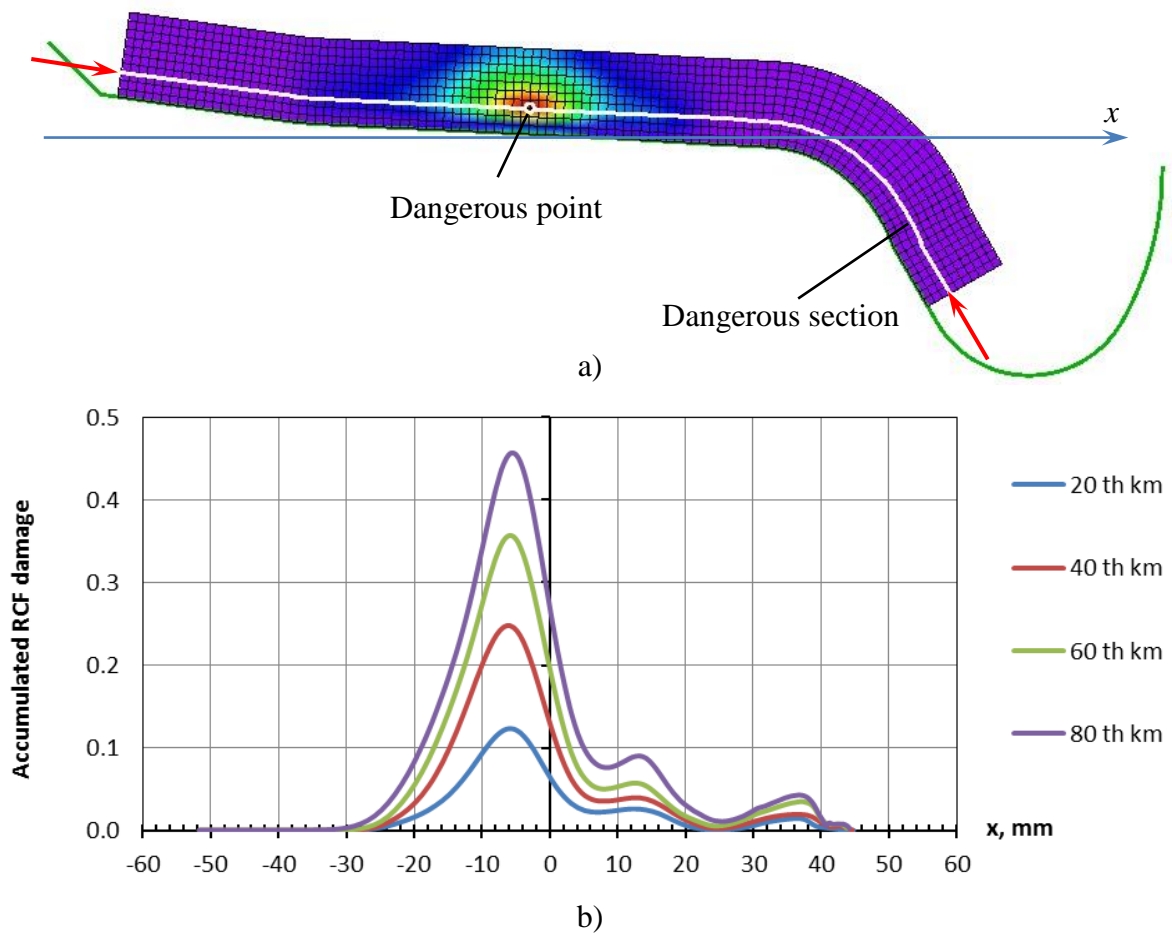 x
Dangerous point
Dangerous section
a)
0.5
0.4
0.3
0.2
0.1
0.0
Accumulated RCF damage
-60 -50 -40 -30 -20 -10 0 10 20 30 40 50 60
x, mm
20 th km
40 th km
60 th km
80 th km
b)